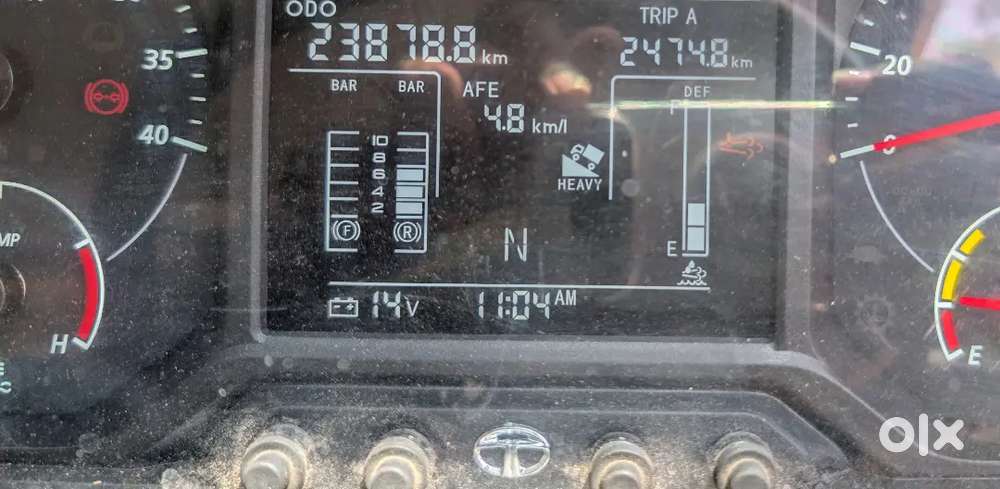 ODO
23878.8 km
TRIP A
2474.8 km
35
40
20
0
BAR BAR
AFE
4.8 km/l
DEF
F
E
10
8
6
4
2
HEAVY
(F) (R)
N
14V 11:04 AM
MP
H
E
C
E
olx